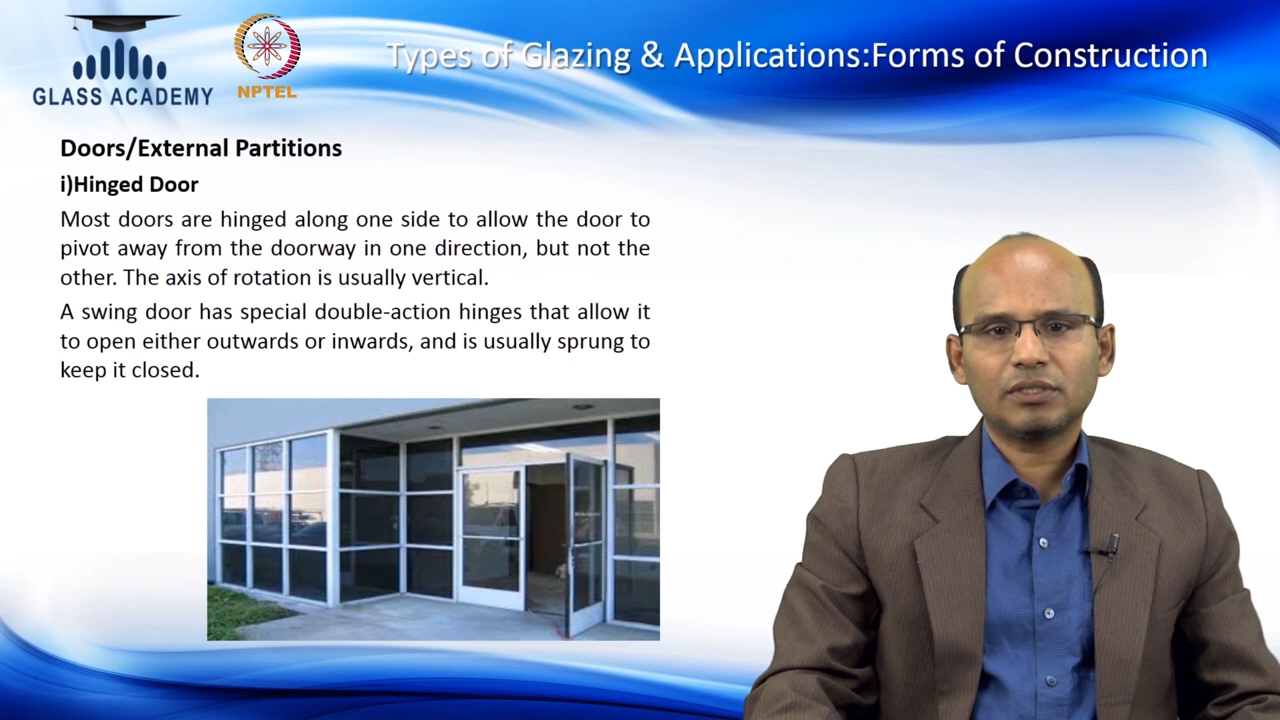 GLASS ACADEMY
NPTEL
Types of Glazing & Applications:Forms of Construction
Doors/External Partitions
i)Hinged Door
Most doors are hinged along one side to allow the door to
pivot away from the doorway in one direction, but not the
other. The axis of rotation is usually vertical.
A swing door has special double-action hinges that allow it
to open either outwards or inwards, and is usually sprung to
keep it closed.